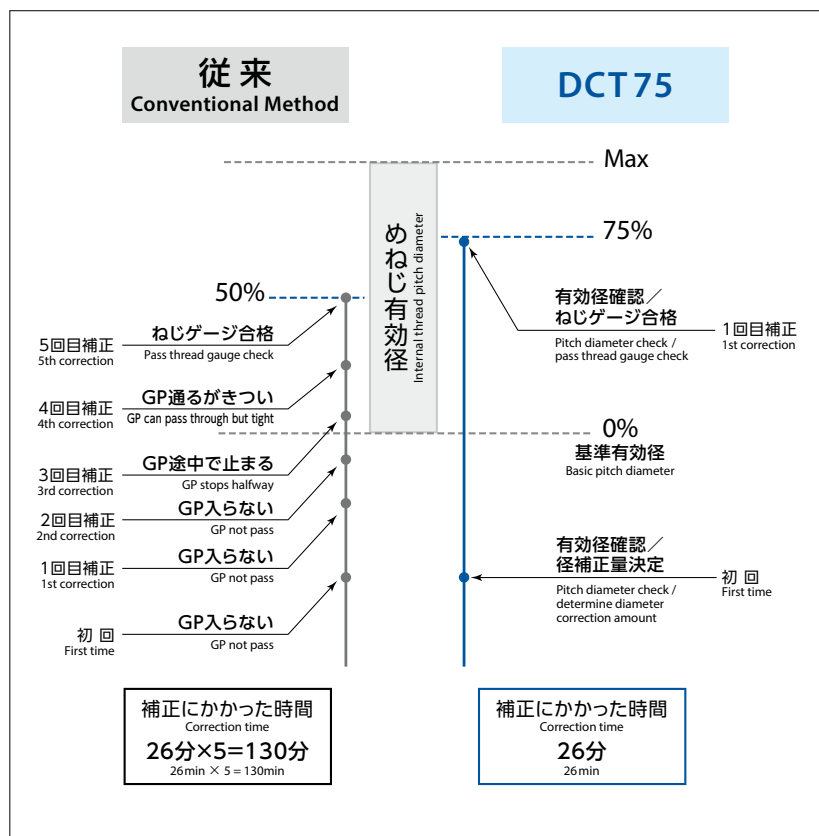 従来
Conventional Method
DCT75
Max
めねじ有効径
Internal thread pitch diameter
75%
50%
5回目補正
5th correction
ねじゲージ合格
Pass thread gauge check
4回目補正
4th correction
GP通るがきつい
GP can pass through but tight
3回目補正
3rd correction
GP途中で止まる
GP stops halfway
2回目補正
2nd correction
GP入らない
GP not pass
1回目補正
1st correction
GP入らない
GP not pass
初回
First time
GP入らない
GP not pass
有効径確認／
ねじゲージ合格
Pitch diameter check /
pass thread gauge check
1回目補正
1st correction
0%
基準有効径
Basic pitch diameter
有効径確認／
径補正量決定
Pitch diameter check /
determine diameter
correction amount
初回
First time
補正にかかった時間
Correction time
26分×5=130分
26min × 5 = 130min
補正にかかった時間
Correction time
26分
26min